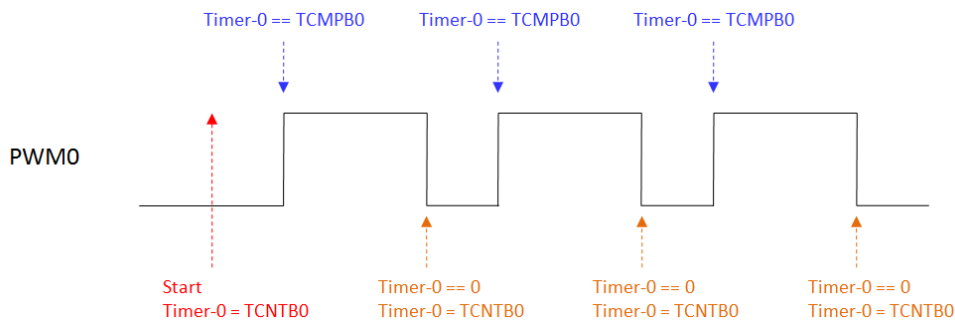 Timer-0 == TCMPB0 Timer-0 == TCMPB0 Timer-0 == TCMPB0
PWM0
Start Timer-0 == 0 Timer-0 == 0 Timer-0 == 0
Timer-0 = TCNTB0 Timer-0 = TCNTB0 Timer-0 = TCNTB0 Timer-0 = TCNTB0